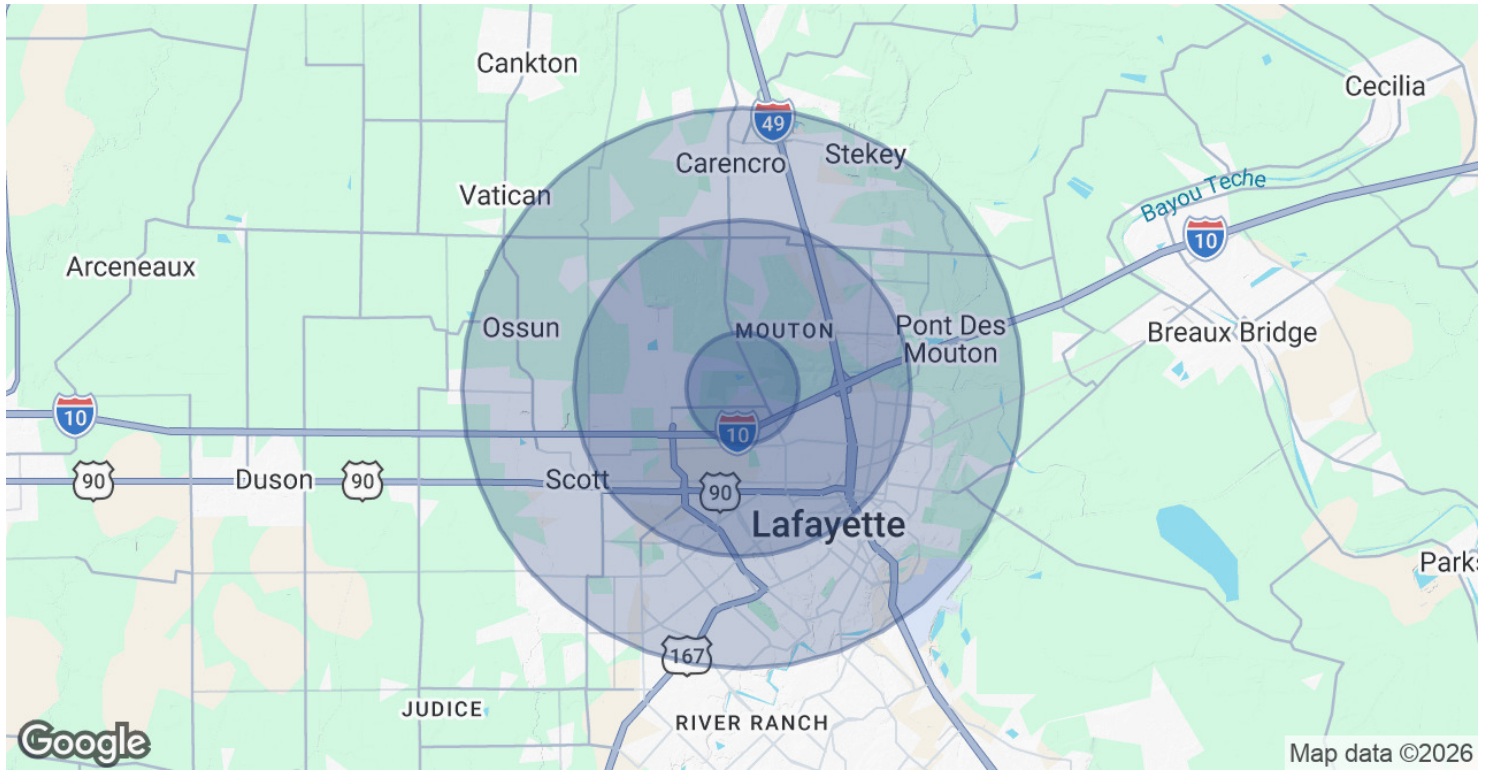 Cankton
Cecilia
49
Carencro
Stekey
Vatican
Bayou Teche
10
Arceneaux
Ossun
MOUTON
Pont Des
Mouton
Breaux Bridge
10
10
90
Duson
90
Scott
90
Lafayette
Parks
167
JUDICE
RIVER RANCH
Google
Map data ©2026